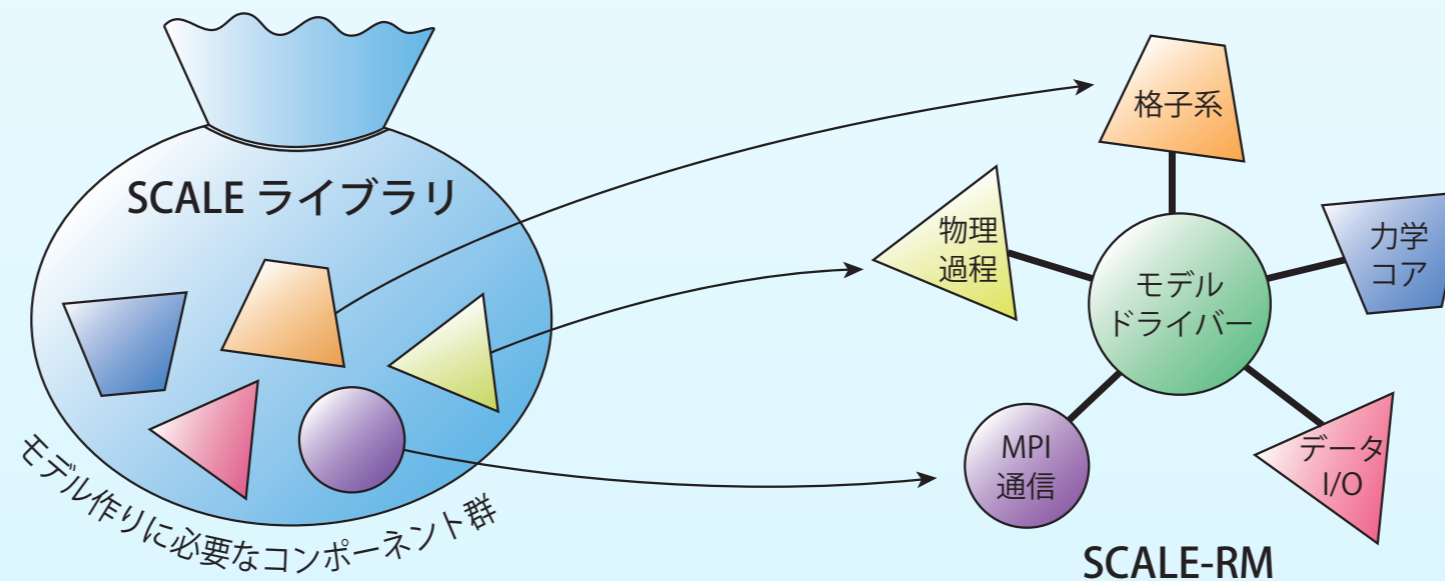 SCALE ライブラリ
モデル作りに必要なコンポーネント群
格子系
物理
過程
力学
コア
モデル
ドライバー
MPI
通信
データ
I/O
SCALE-RM